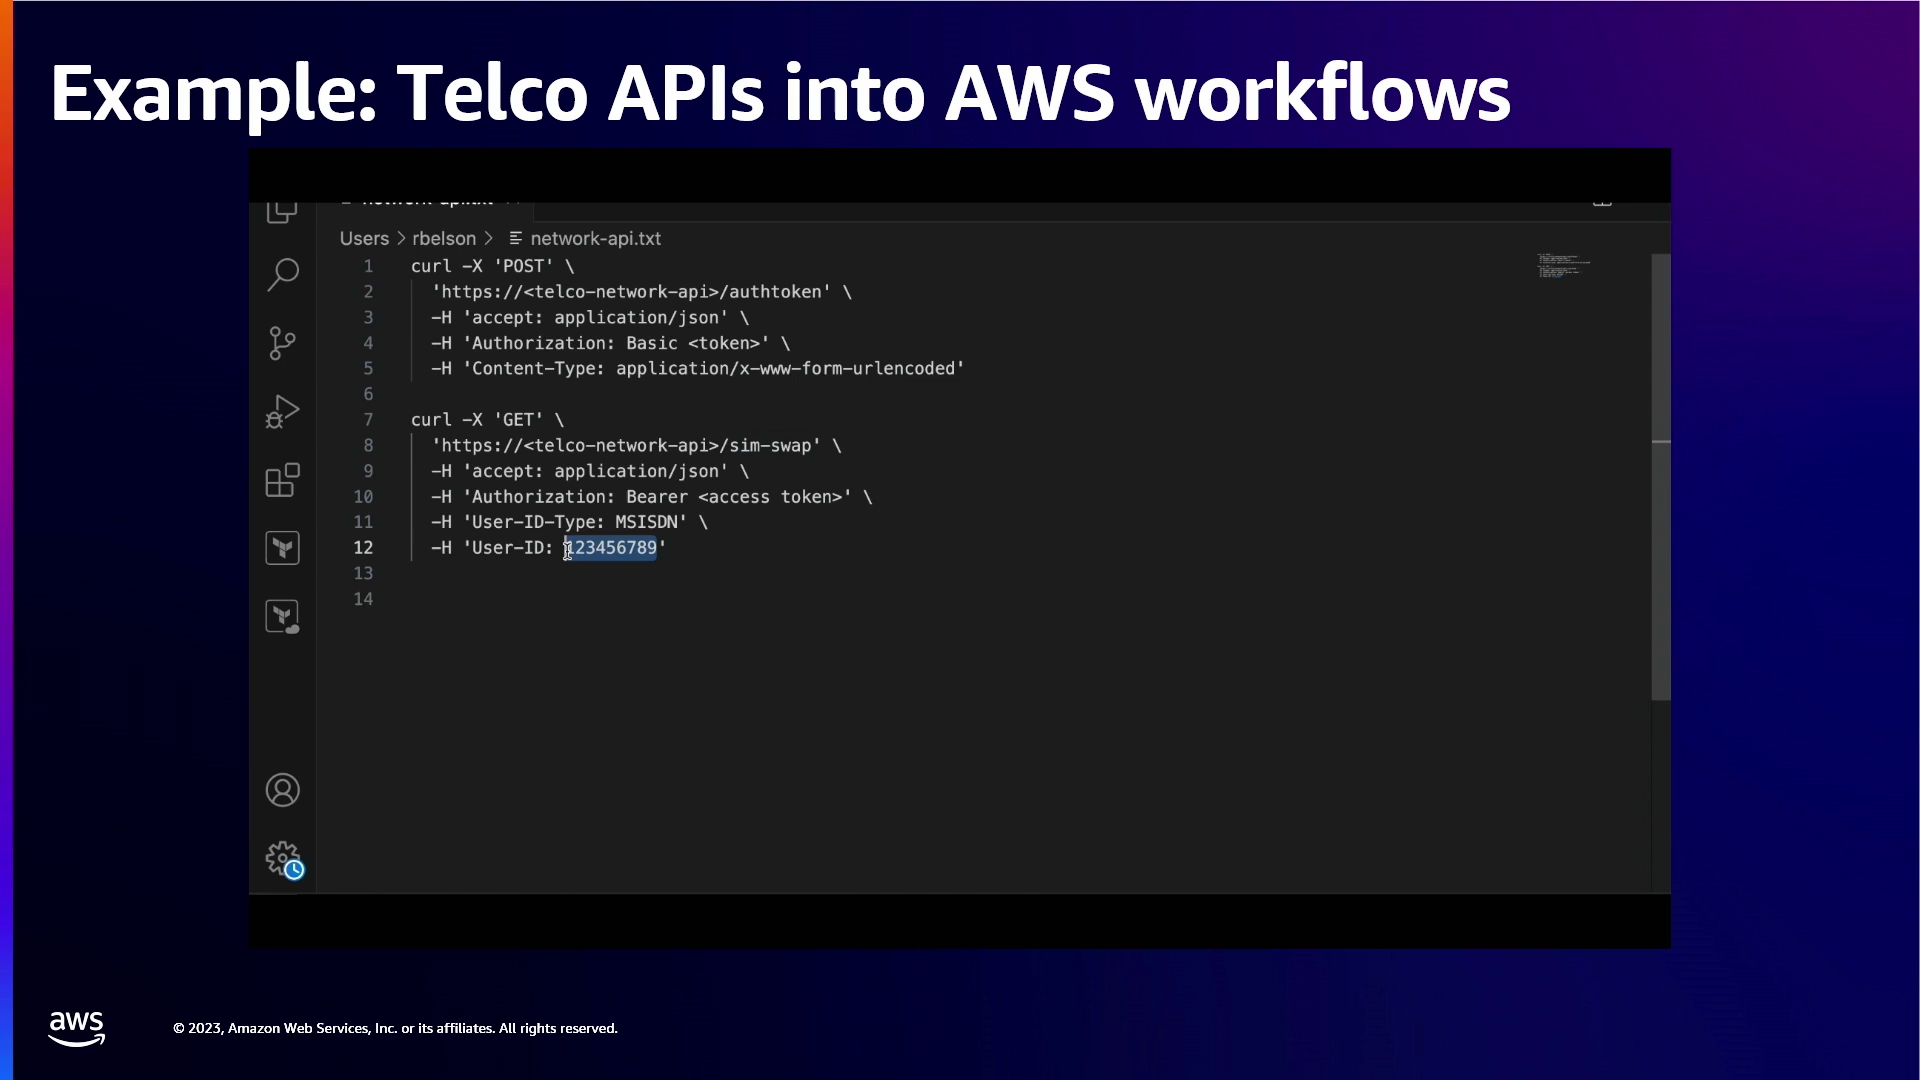 Example: Telco APIs into AWS workflows
Users > rbelson > network-api.txt
1 curl -X 'POST' \
2 'https://<telco-network-api>/authtoken' \
3 -H 'accept: application/json' \
4 -H 'Authorization: Basic <token>' \
5 -H 'Content-Type: application/x-www-form-urlencoded'
6
7 curl -X 'GET' \
8 'https://<telco-network-api>/sim-swap' \
9 -H 'accept: application/json' \
10 -H 'Authorization: Bearer <access token>' \
11 -H 'User-ID-Type: MSISDN' \
12 -H 'User-ID: 123456789'
13
14
aws
© 2023, Amazon Web Services, Inc. or its affiliates. All rights reserved.